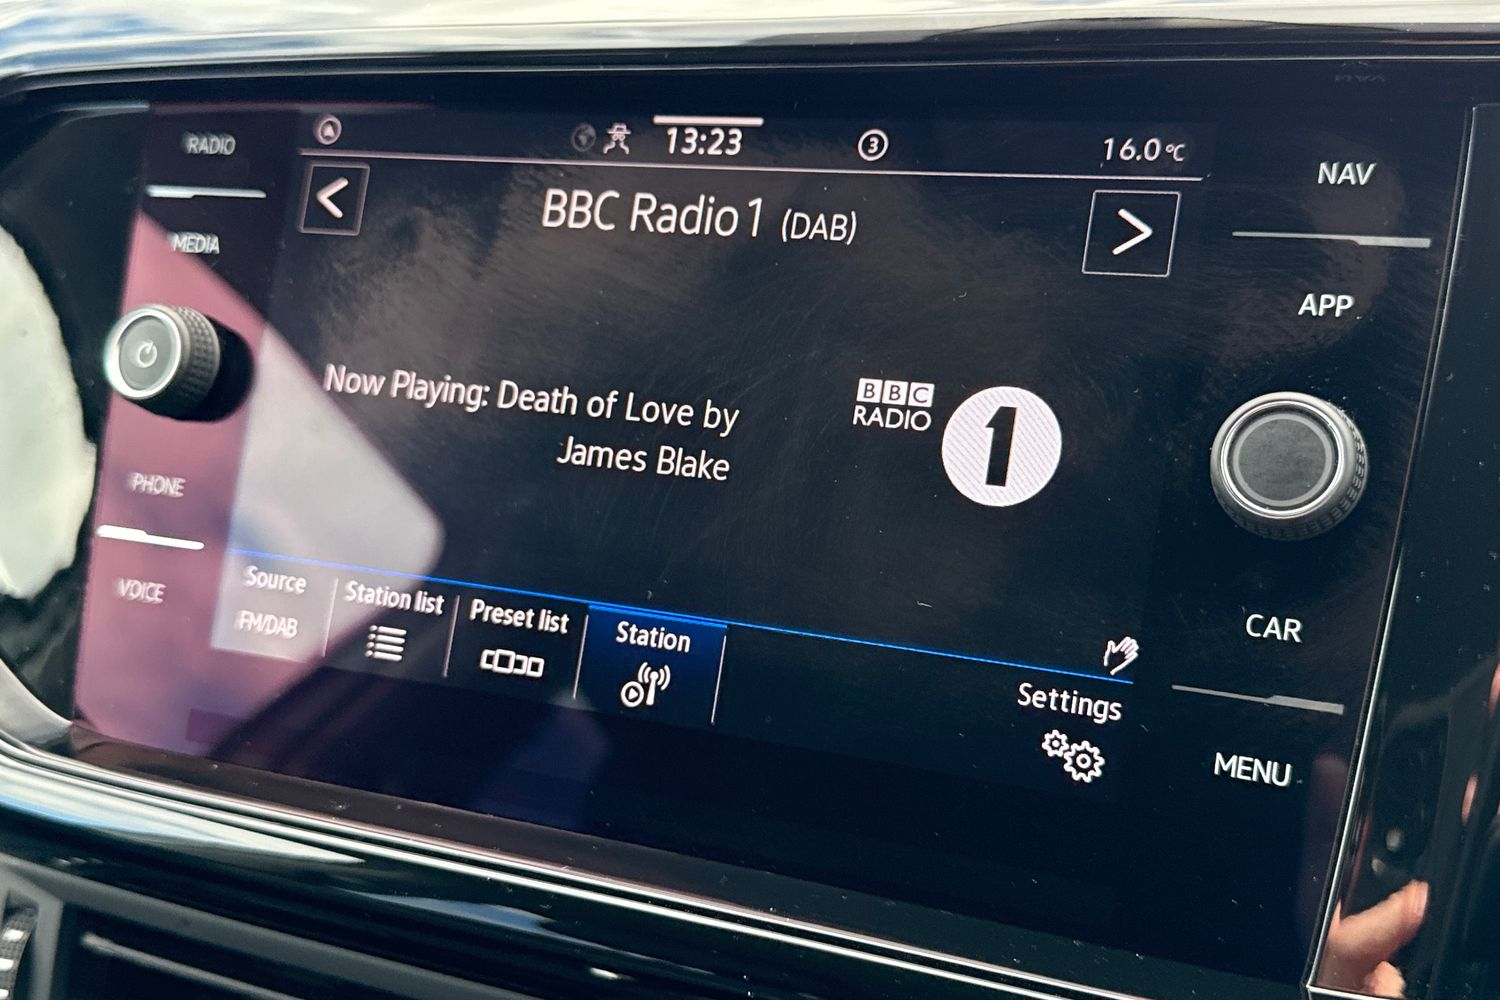 RADIO
MEDIA
PHONE
VOICE
13:23
3
16.0°C
BBC Radio 1 (DAB)
Now Playing: Death of Love by
James Blake
BBC
RADIO
1
Source
FM/DAB
Station list
Preset list
Station
Settings
NAV
APP
CAR
MENU